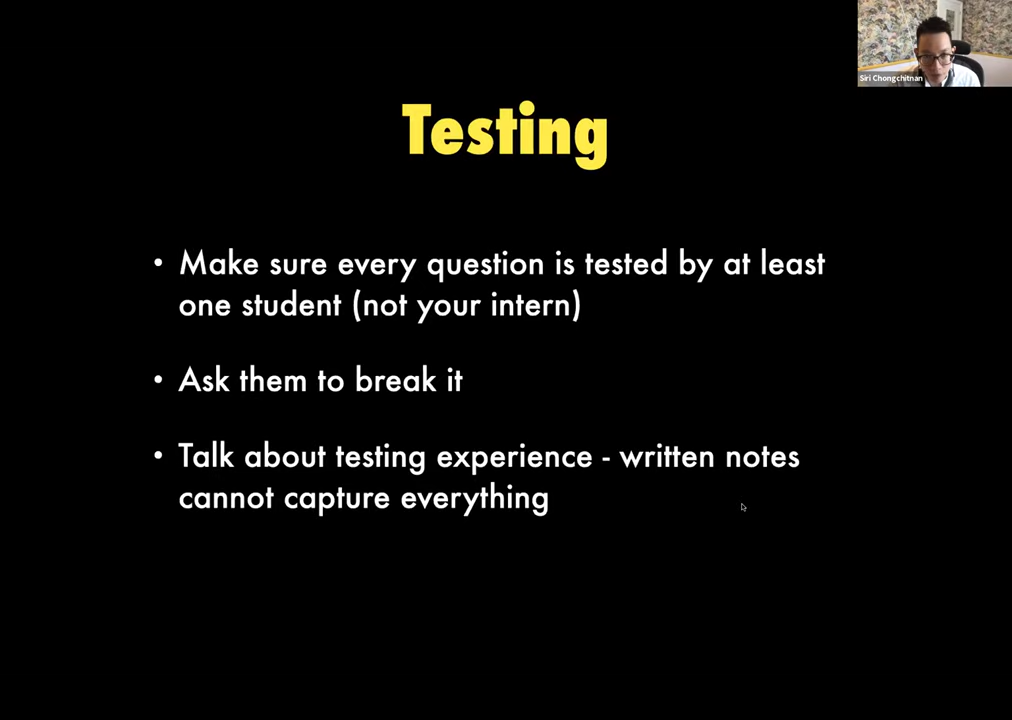 Siri Chongchitnan
Testing
• Make sure every question is tested by at least
one student (not your intern)
• Ask them to break it
• Talk about testing experience - written notes
cannot capture everything